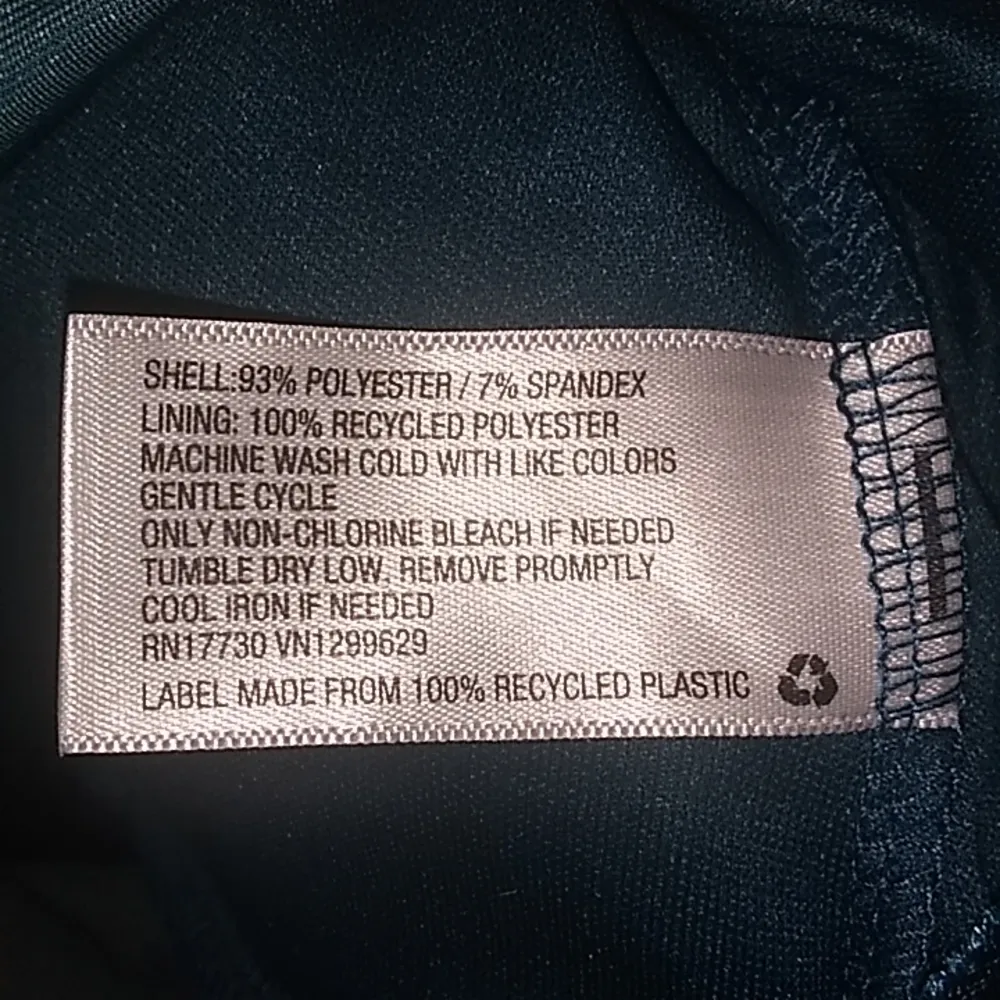 SHELL:93% POLYESTER / 7% SPANDEX
LINING: 100% RECYCLED POLYESTER
MACHINE WASH COLD WITH LIKE COLORS
GENTLE CYCLE
ONLY NON-CHLORINE BLEACH IF NEEDED
TUMBLE DRY LOW. REMOVE PROMPTLY
COOL IRON IF NEEDED
RN17730 VN1299629
LABEL MADE FROM 100% RECYCLED PLASTIC